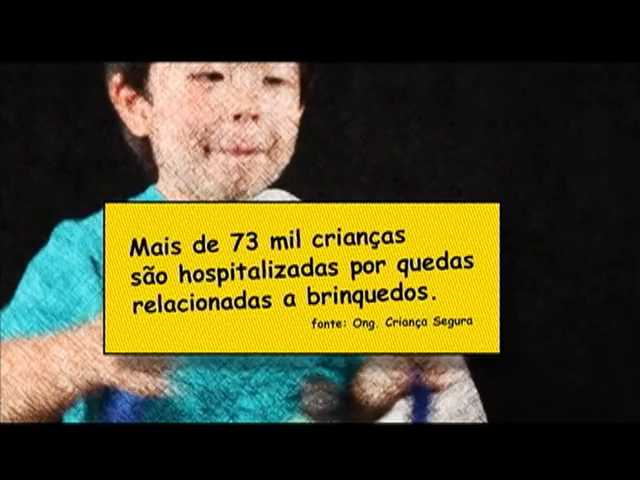 Mais de 73 mil crianças
são hospitalizadas por quedas
relacionadas a brinquedos.
fonte: Ong. Criança Segura